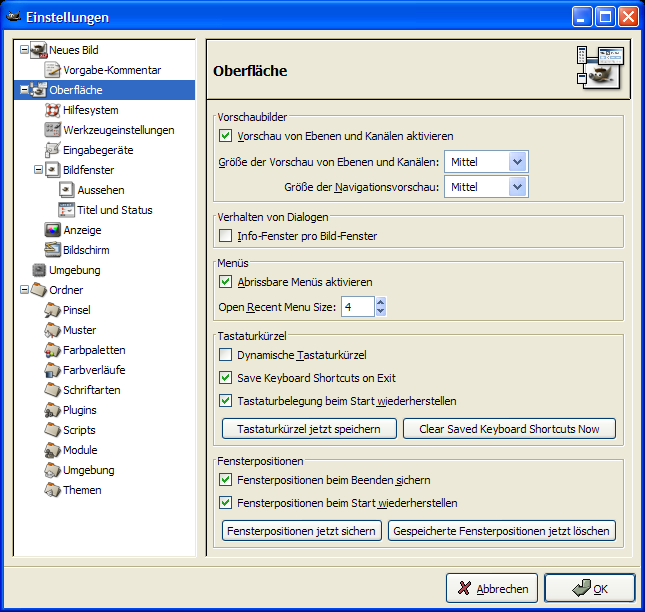 Einstellungen
Neues Bild
Vorgabe-Kommentar
Oberfläche
Hilfesystem
Werkzeugeinstellungen
Eingabegeräte
Bildfenster
Aussehen
Titel und Status
Anzeige
Bildschirm
Umgebung
Ordner
Pinsel
Muster
Farbpaletten
Farbverläufe
Schriftarten
Plugins
Scripts
Module
Umgebung
Themen
Oberfläche
Vorschaubilder
Vorschau von Ebenen und Kanälen aktivieren
Größe der Vorschau von Ebenen und Kanälen: Mittel
Größe der Navigationsvorschau: Mittel
Verhalten von Dialogen
Info-Fenster pro Bild-Fenster
Menüs
Abrissbare Menüs aktivieren
Open Recent Menu Size: 4
Tastaturkürzel
Dynamische Tastaturkürzel
Save Keyboard Shortcuts on Exit
Tastaturbelegung beim Start wiederherstellen
Tastaturkürzel jetzt speichern Clear Saved Keyboard Shortcuts Now
Fensterpositionen
Fensterpositionen beim Beenden sichern
Fensterpositionen beim Start wiederherstellen
Fensterpositionen jetzt sichern Gespeicherte Fensterpositionen jetzt löschen
Abbrechen OK